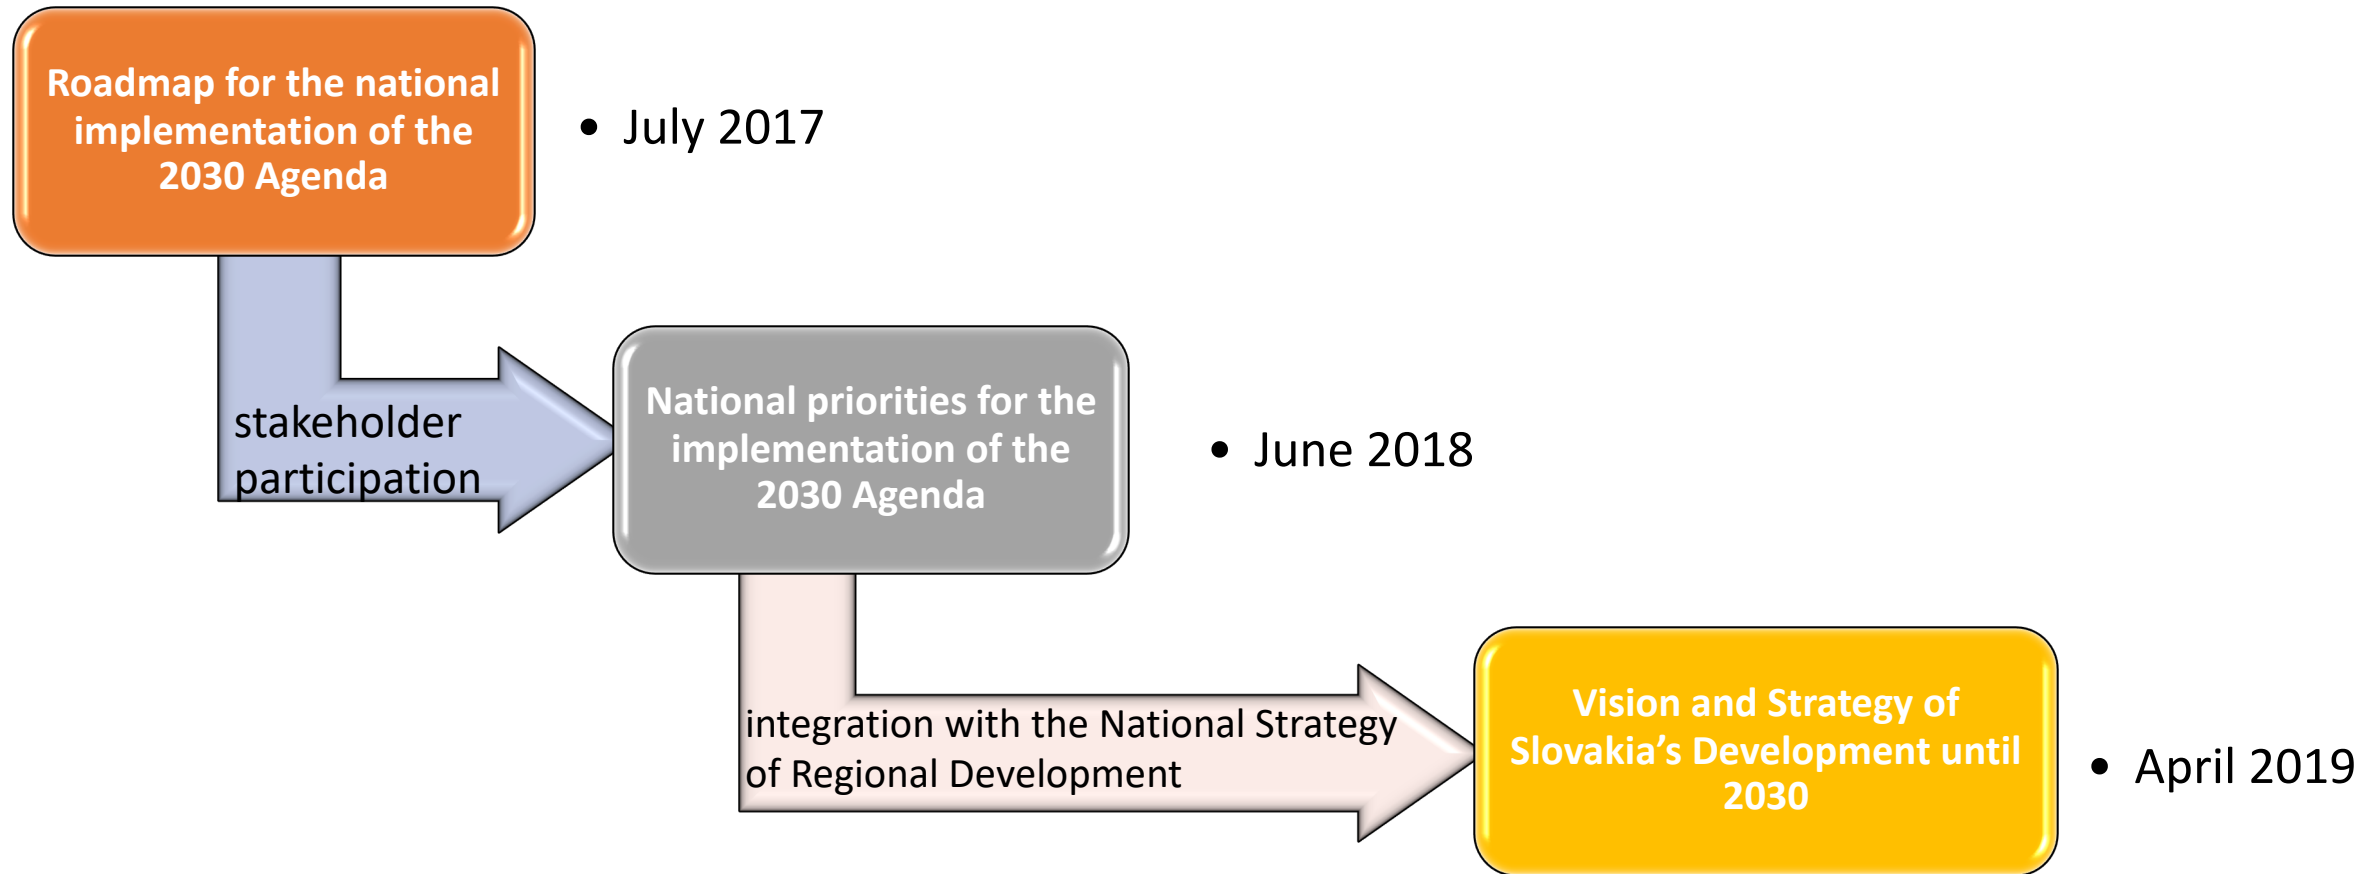 Roadmap for the national
implementation of the
2030 Agenda
• July 2017
stakeholder
participation
National priorities for the
implementation of the
2030 Agenda
• June 2018
integration with the National Strategy
of Regional Development
Vision and Strategy of
Slovakia’s Development until
2030
• April 2019